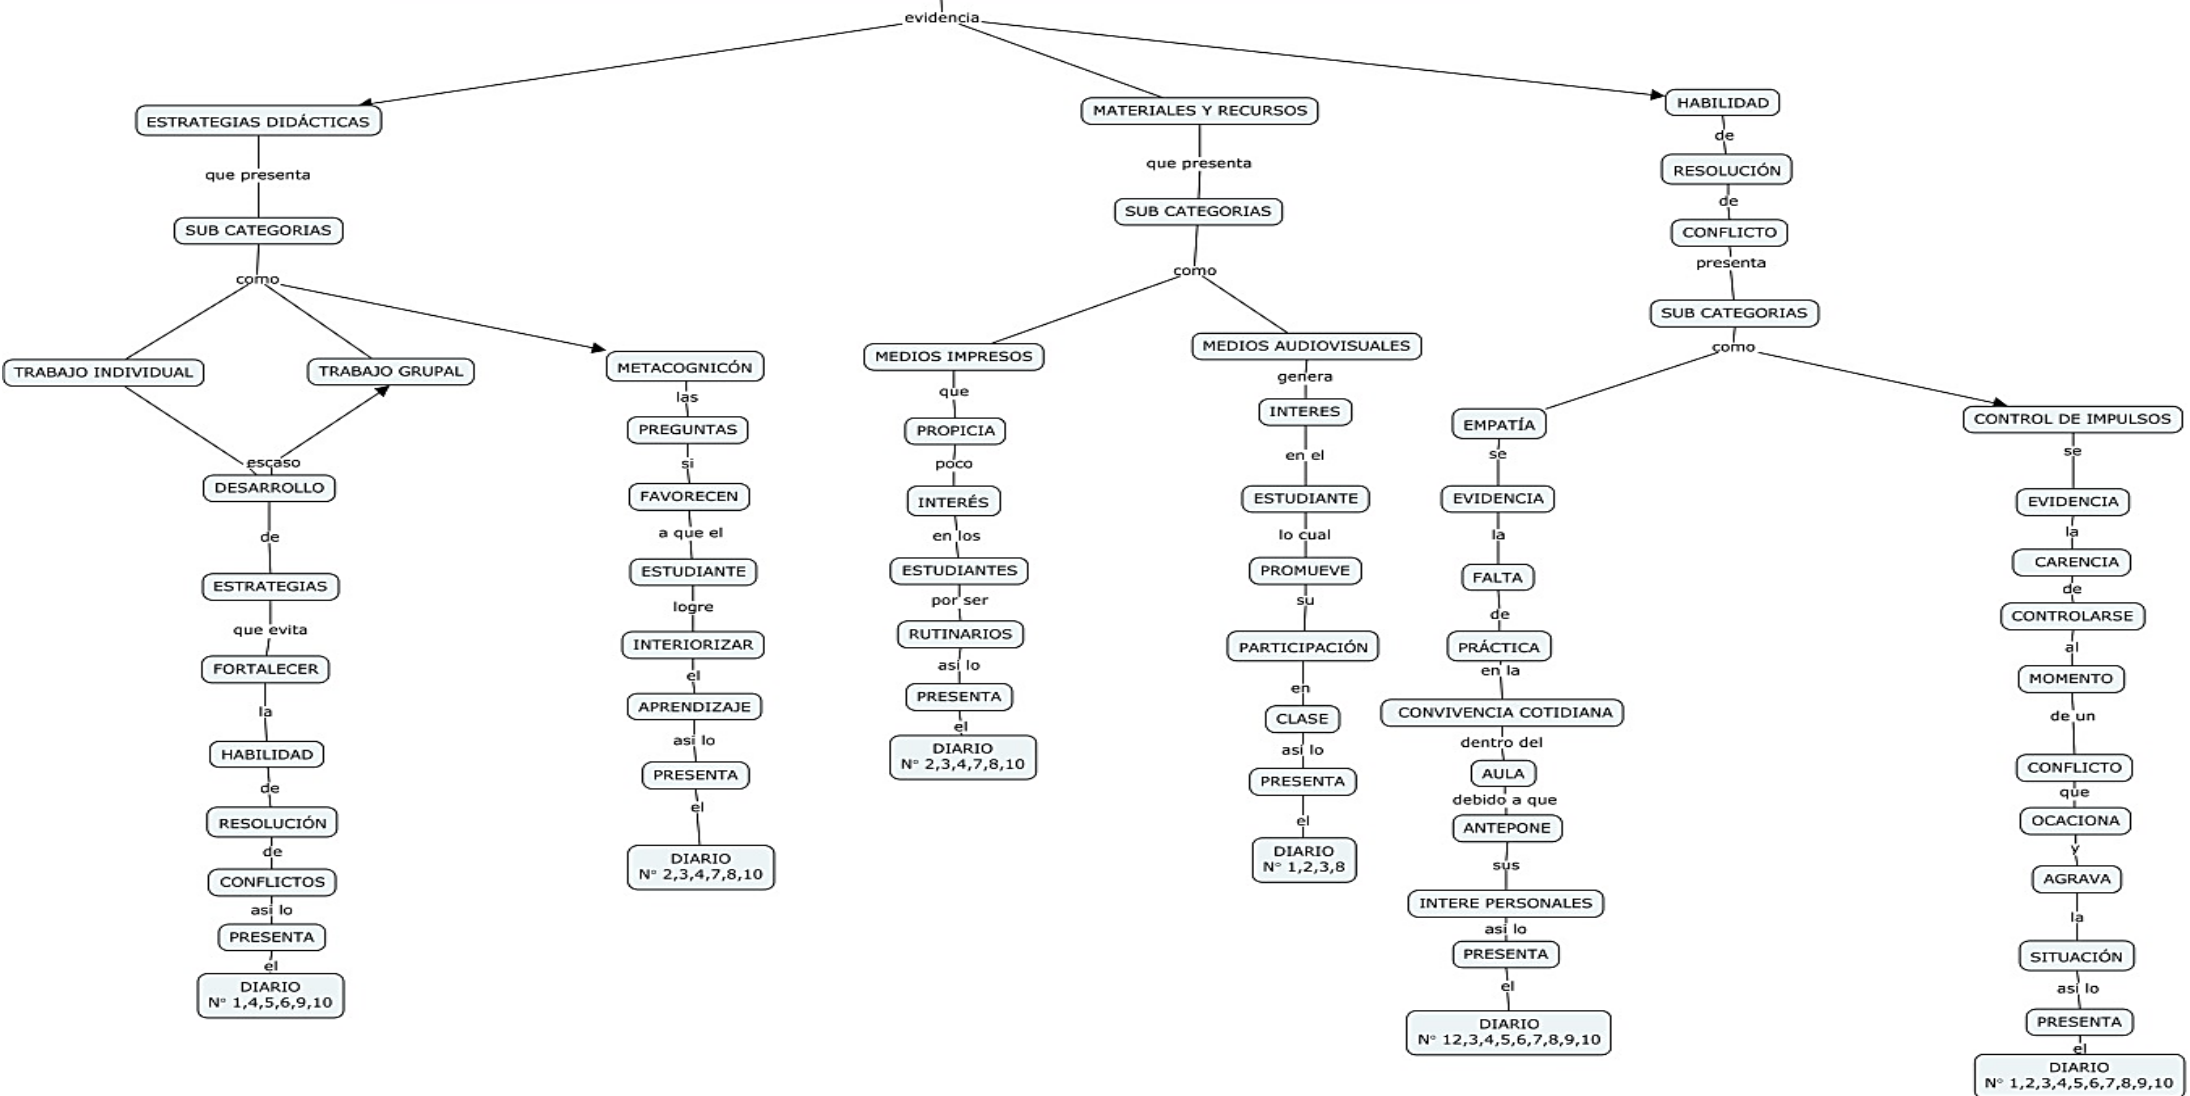 evidencia
ESTRATEGIAS DIDÁCTICAS
que presenta
SUB CATEGORIAS
como
TRABAJO INDIVIDUAL
TRABAJO GRUPAL
escaso
DESARROLLO
de
ESTRATEGIAS
que evita
FORTALECER
la
HABILIDAD
de
RESOLUCIÓN
de
CONFLICTOS
asi lo
PRESENTA
el
DIARIO
N° 1,4,5,6,9,10
METACOGNICÓN
las
PREGUNTAS
si
FAVORECEN
a que el
ESTUDIANTE
logre
INTERIORIZAR
el
APRENDIZAJE
asi lo
PRESENTA
el
DIARIO
N° 2,3,4,7,8,10
MATERIALES Y RECURSOS
que presenta
SUB CATEGORIAS
como
MEDIOS IMPRESOS
que
PROPICIA
poco
INTERÉS
en los
ESTUDIANTES
por ser
RUTINARIOS
asi lo
PRESENTA
el
DIARIO
N° 2,3,4,7,8,10
MEDIOS AUDIOVISUALES
genera
INTERES
en el
ESTUDIANTE
lo cual
PROMUEVE
su
PARTICIPACIÓN
en
CLASE
asi lo
PRESENTA
el
DIARIO
N° 1,2,3,8
HABILIDAD
de
RESOLUCIÓN
de
CONFLICTO
presenta
SUB CATEGORIAS
como
EMPATÍA
se
EVIDENCIA
la
FALTA
de
PRÁCTICA
en la
CONVIVENCIA COTIDIANA
dentro del
AULA
debido a que
ANTEPONE
sus
INTERE PERSONALES
asi lo
PRESENTA
el
DIARIO
N° 12,3,4,5,6,7,8,9,10
CONTROL DE IMPULSOS
se
EVIDENCIA
la
CARENCIA
de
CONTROLARSE
al
MOMENTO
de un
CONFLICTO
que
OCACIONA
y
AGRAVA
la
SITUACIÓN
asi lo
PRESENTA
el
DIARIO
N° 1,2,3,4,5,6,7,8,9,10